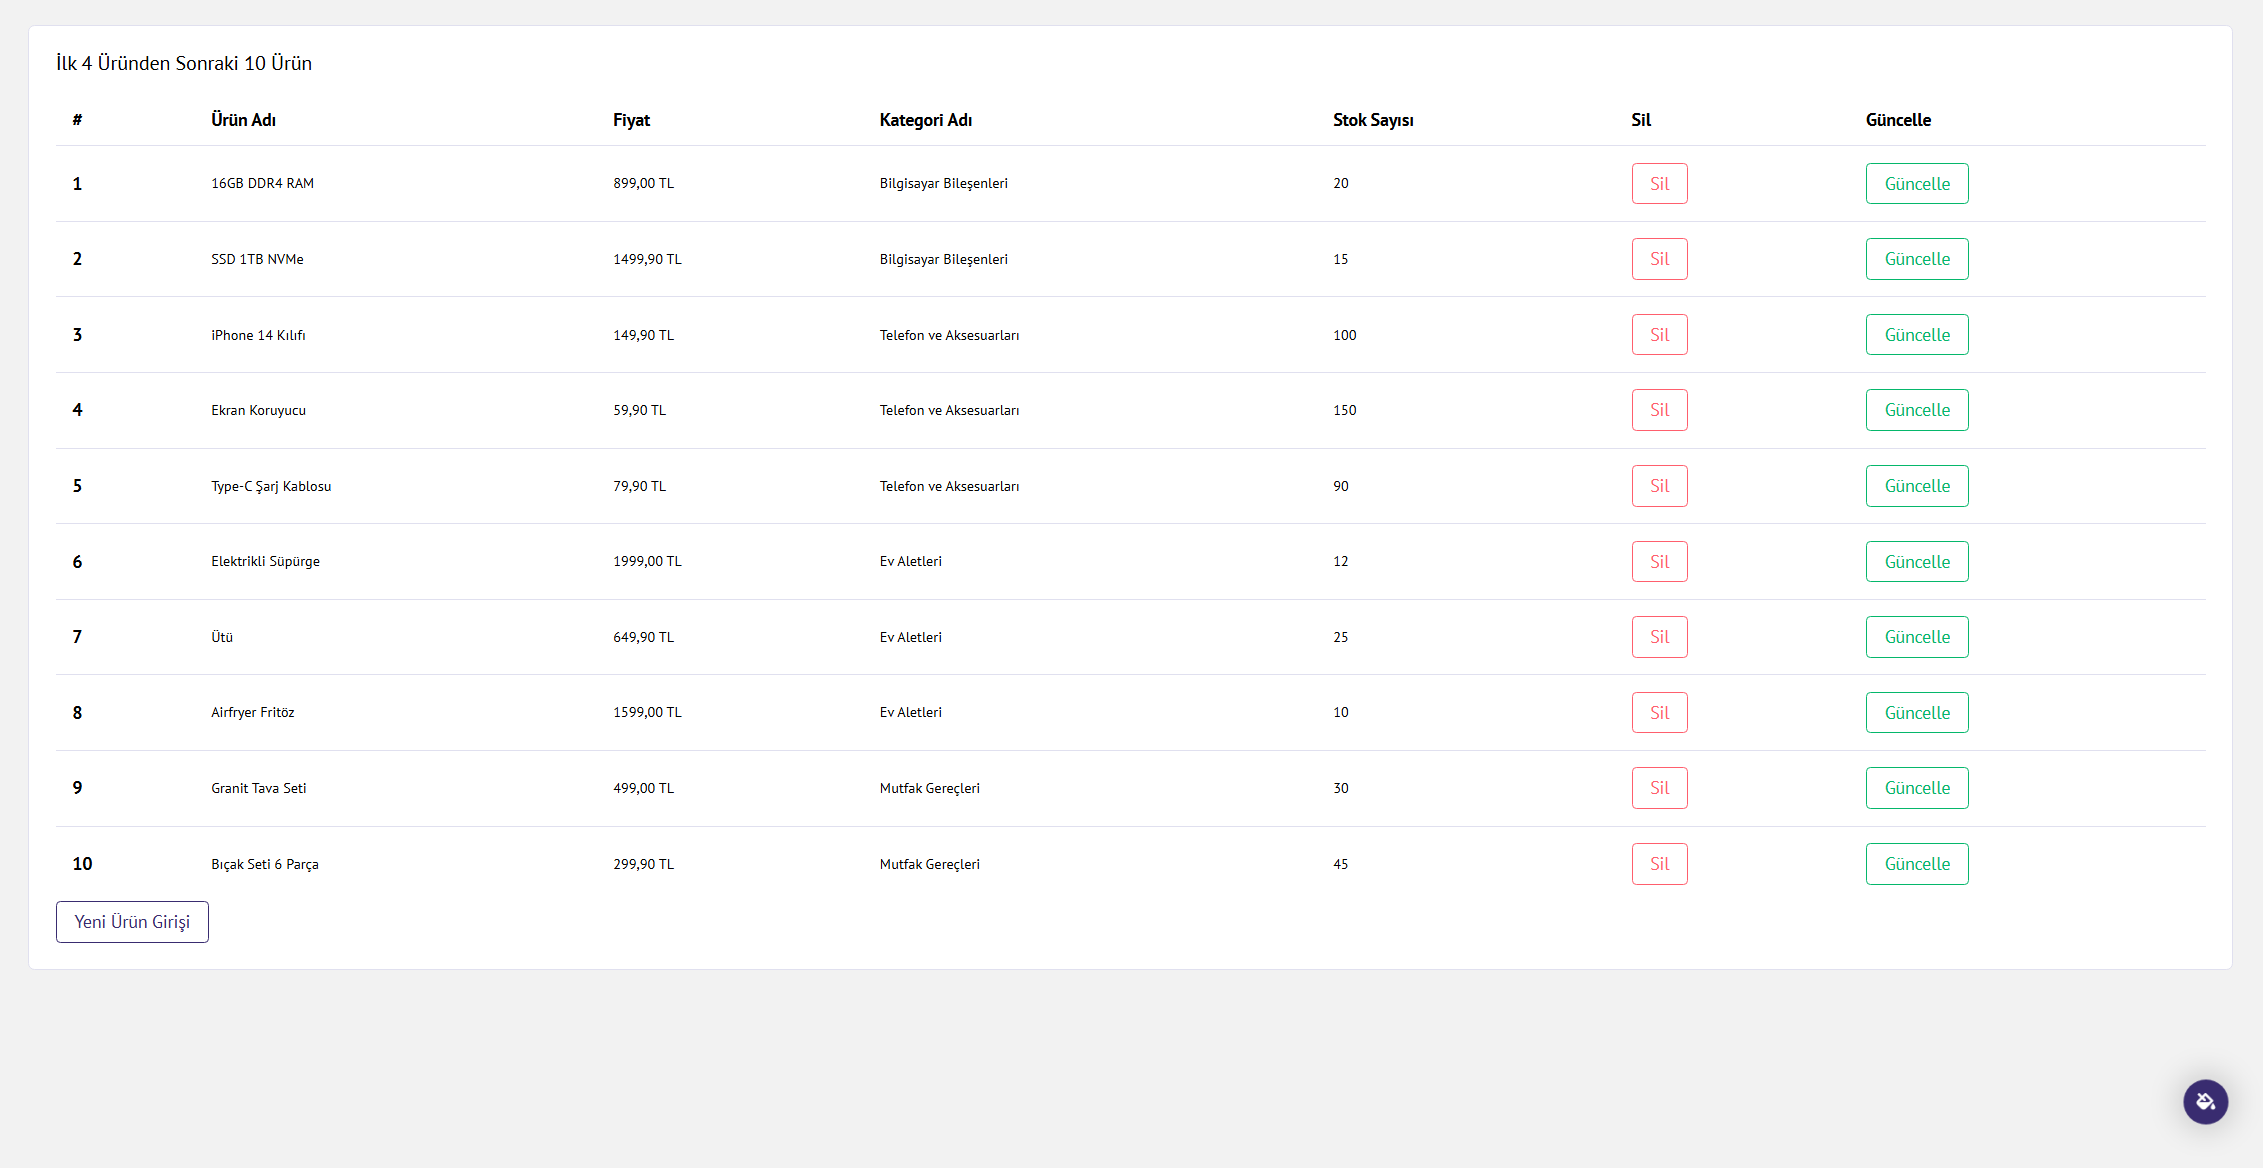 İlk 4 Üründen Sonraki 10 Ürün
# Ürün Adı Fiyat Kategori Adı Stok Sayısı Sil Güncelle
1 16GB DDR4 RAM 899,00 TL Bilgisayar Bileşenleri 20 Sil Güncelle
2 SSD 1TB NVMe 1499,90 TL Bilgisayar Bileşenleri 15 Sil Güncelle
3 iPhone 14 Kılıfı 149,90 TL Telefon ve Aksesuarları 100 Sil Güncelle
4 Ekran Koruyucu 59,90 TL Telefon ve Aksesuarları 150 Sil Güncelle
5 Type-C Şarj Kablosu 79,90 TL Telefon ve Aksesuarları 90 Sil Güncelle
6 Elektrikli Süpürge 1999,00 TL Ev Aletleri 12 Sil Güncelle
7 Ütü 649,90 TL Ev Aletleri 25 Sil Güncelle
8 Airfryer Fritöz 1599,00 TL Ev Aletleri 10 Sil Güncelle
9 Granit Tava Seti 499,00 TL Mutfak Gereçleri 30 Sil Güncelle
10 Bıçak Seti 6 Parça 299,90 TL Mutfak Gereçleri 45 Sil Güncelle
Yeni Ürün Girişi